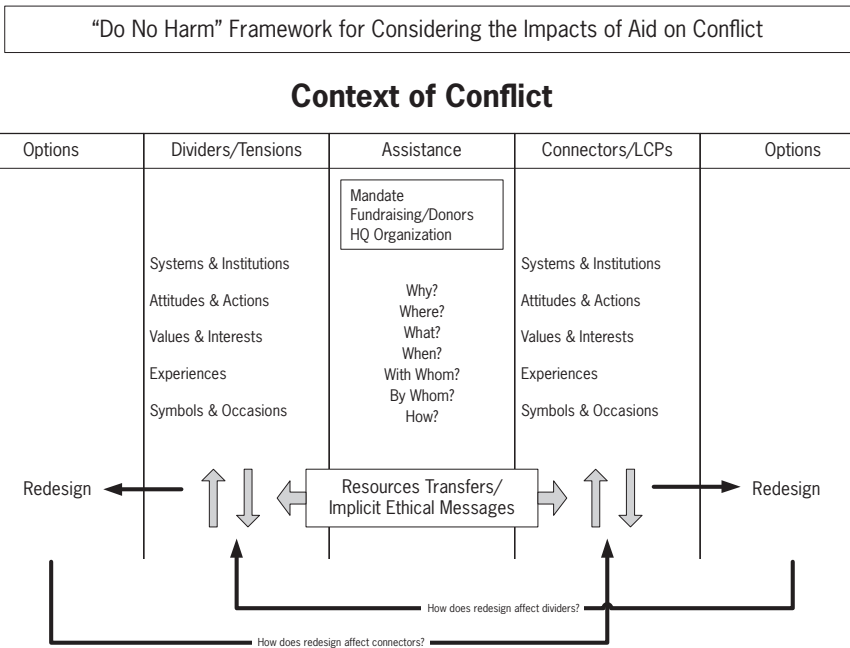 “Do No Harm” Framework for Considering the Impacts of Aid on Conflict
Context of Conflict
Options
Dividers/Tensions
Assistance
Connectors/LCPs
Options
Mandate
Fundraising/Donors
HQ Organization
Systems & Institutions
Attitudes & Actions
Values & Interests
Experiences
Symbols & Occasions
Why?
Where?
What?
When?
With Whom?
By Whom?
How?
Systems & Institutions
Attitudes & Actions
Values & Interests
Experiences
Symbols & Occasions
Redesign
Resources Transfers/
Implicit Ethical Messages
Redesign
How does redesign affect dividers?
How does redesign affect connectors?